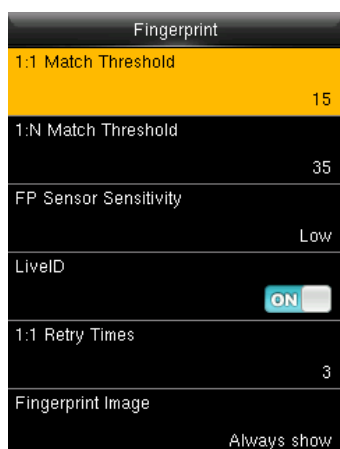 Fingerprint
1:1 Match Threshold
15
1:N Match Threshold
35
FP Sensor Sensitivity
Low
LiveID
ON
1:1 Retry Times
3
Fingerprint Image
Always show